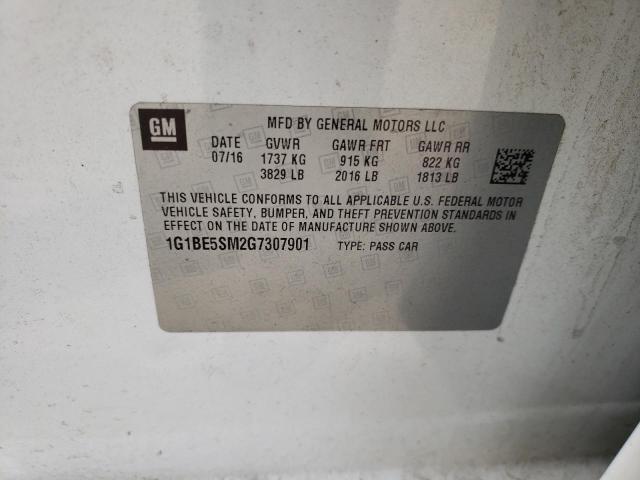 GM
MFD BY GENERAL MOTORS LLC
DATE GVWR GAWR FRT GAWR RR
07/16 1737 KG 915 KG 822 KG
3829 LB 2016 LB 1813 LB
THIS VEHICLE CONFORMS TO ALL APPLICABLE U.S. FEDERAL MOTOR
VEHICLE SAFETY, BUMPER, AND THEFT PREVENTION STANDARDS IN
EFFECT ON THE DATE OF MANUFACTURE SHOWN ABOVE.
1G1BE5SM2G7307901 TYPE: PASS CAR